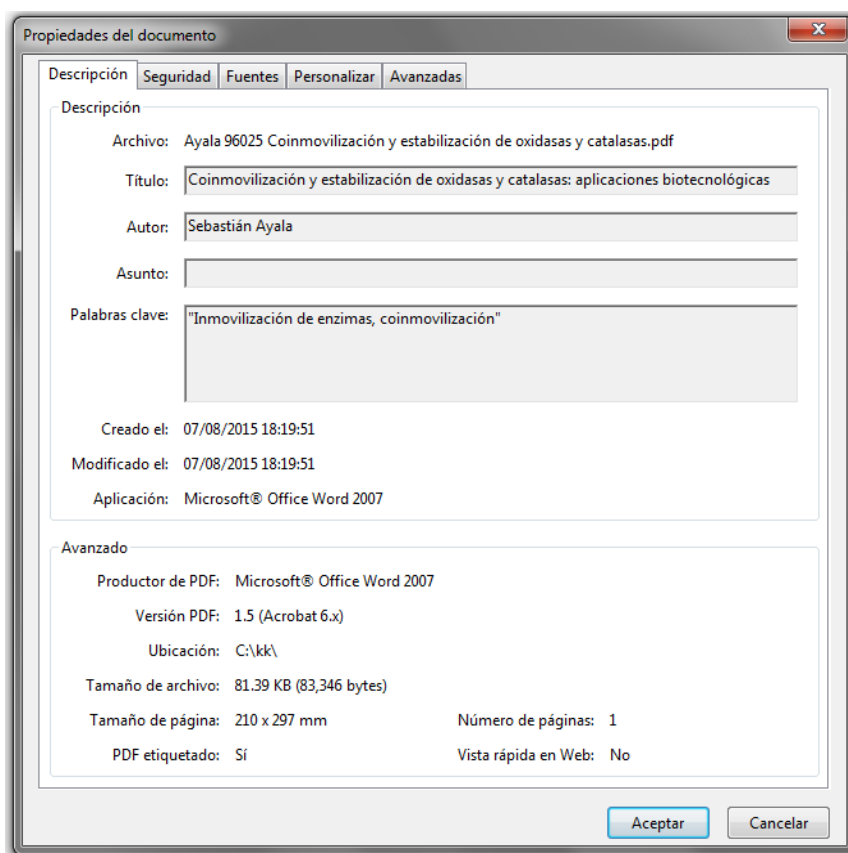 Propiedades del documento
Descripción Seguridad Fuentes Personalizar Avanzadas
Descripción
Archivo: Ayala 96025 Coinmovilización y estabilización de oxidasas y catalasas.pdf
Título: Coinmovilización y estabilización de oxidasas y catalasas: aplicaciones biotecnológicas
Autor: Sebastián Ayala
Asunto:
Palabras clave: "Inmovilización de enzimas, coinmovilización"
Creado el: 07/08/2015 18:19:51
Modificado el: 07/08/2015 18:19:51
Aplicación: Microsoft® Office Word 2007
Avanzado
Productor de PDF: Microsoft® Office Word 2007
Versión PDF: 1.5 (Acrobat 6.x)
Ubicación: C:\kk\
Tamaño de archivo: 81.39 KB (83,346 bytes)
Tamaño de página: 210 x 297 mm Número de páginas: 1
PDF etiquetado: Sí Vista rápida en Web: No
Aceptar Cancelar